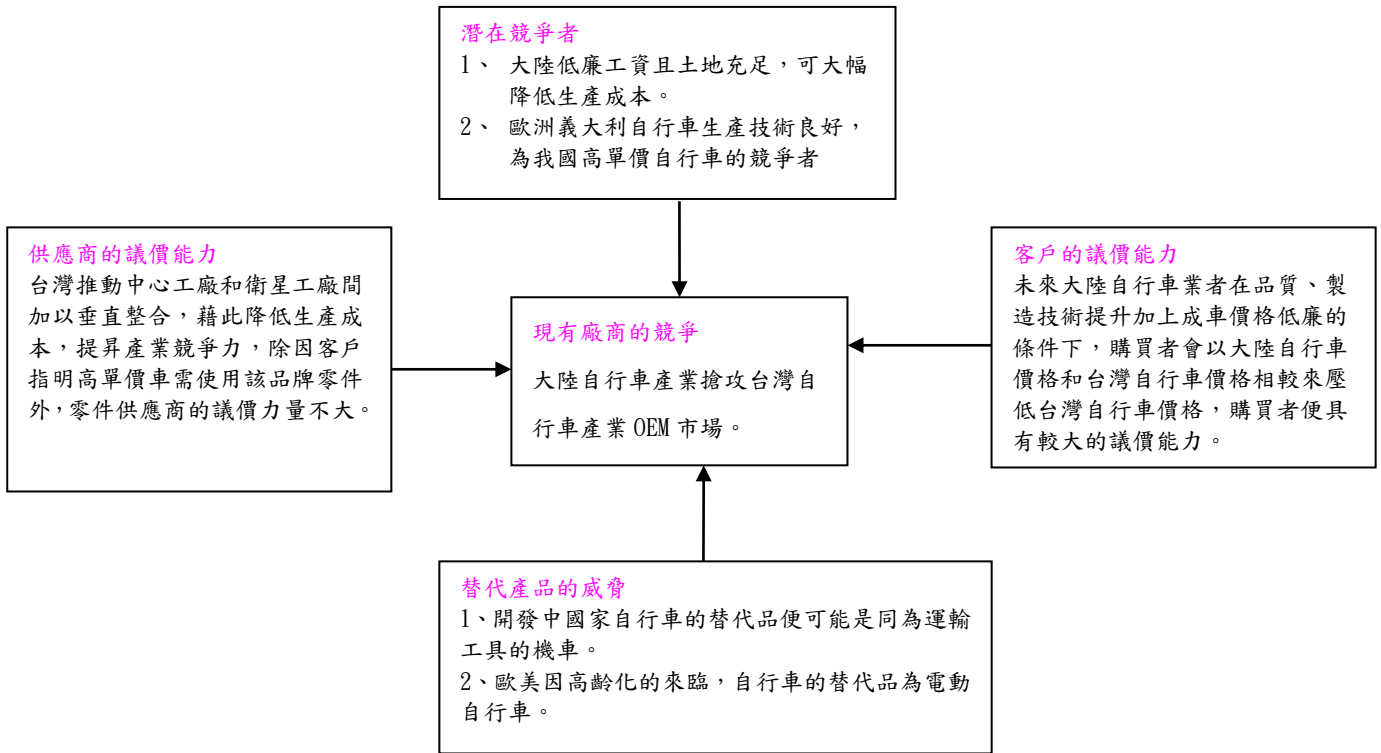 潛在競爭者
1、 大陸低廉工資且土地充足，可大幅
降低生產成本。
2、 歐洲義大利自行車生產技術良好，
為我國高單價自行車的競爭者
供應商的議價能力
台灣推動中心工廠和衛星工廠間
加以垂直整合，藉此降低生產成
本，提昇產業競爭力，除因客戶
指明高單價車需使用該品牌零件
外，零件供應商的議價力量不大。
現有廠商的競爭
大陸自行車產業搶攻台灣自
行車產業 OEM 市場。
客戶的議價能力
未來大陸自行車業者在品質、製
造技術提升加上成車價格低廉的
條件下，購買者會以大陸自行車
價格和台灣自行車價格相較來壓
低台灣自行車價格，購買者便具
有較大的議價能力。
替代產品的威脅
1、開發中國家自行車的替代品便可能是同為運輸
工具的機車。
2、歐美因高齡化的來臨，自行車的替代品為電動
自行車。